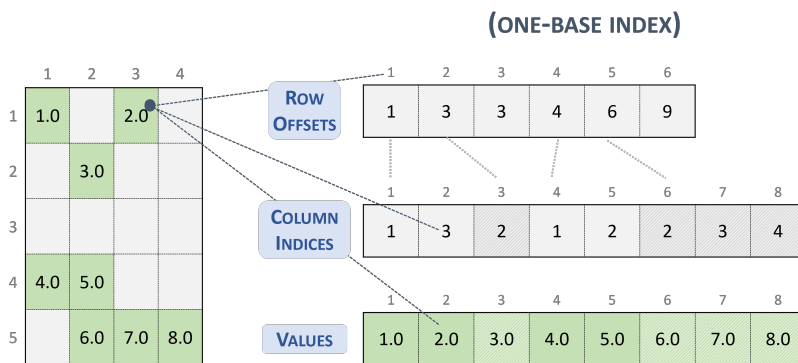 (ONE-BASE INDEX)
1 2 3 4
1 2 3 4 5 6
1 1.0 2.0
ROW OFFSETS
1 3 3 4 6 9
2 3.0
1 2 3 4 5 6 7 8
3
COLUMN INDICES
1 3 2 1 2 2 3 4
4 4.0 5.0
1 2 3 4 5 6 7 8
5 6.0 7.0 8.0
VALUES
1.0 2.0 3.0 4.0 5.0 6.0 7.0 8.0